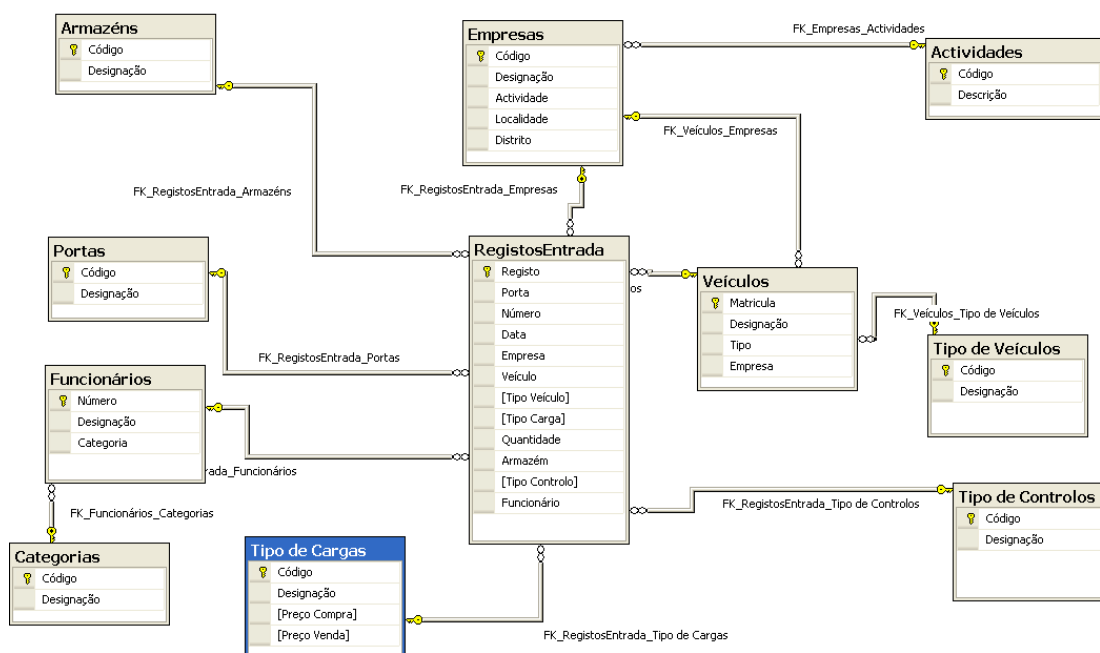 Armazéns
Código
Designação
Empresas
Código
Designação
Actividade
Localidade
Distrito
FK_Empresas_Actividades
Actividades
Código
Descrição
FK_Veículos_Empresas
FK_RegistosEntrada_Armazéns
FK_RegistosEntrada_Empresas
Portas
Código
Designação
RegistosEntrada
Registo
Porta
Número
Data
Empresa
Veículo
[Tipo Veículo]
[Tipo Carga]
Quantidade
Armazém
[Tipo Controlo]
Funcionário
os
Veículos
Matricula
Designação
Tipo
Empresa
FK_Veículos_Tipo de Veículos
Tipo de Veículos
Código
Designação
FK_RegistosEntrada_Portas
Funcionários
Número
Designação
Categoria
rada_Funcionários
FK_Funcionários_Categorias
Categorias
Código
Designação
Tipo de Cargas
Código
Designação
[Preço Compra]
[Preço Venda]
FK_RegistosEntrada_Tipo de Controlos
Tipo de Controlos
Código
Designação
FK_RegistosEntrada_Tipo de Cargas